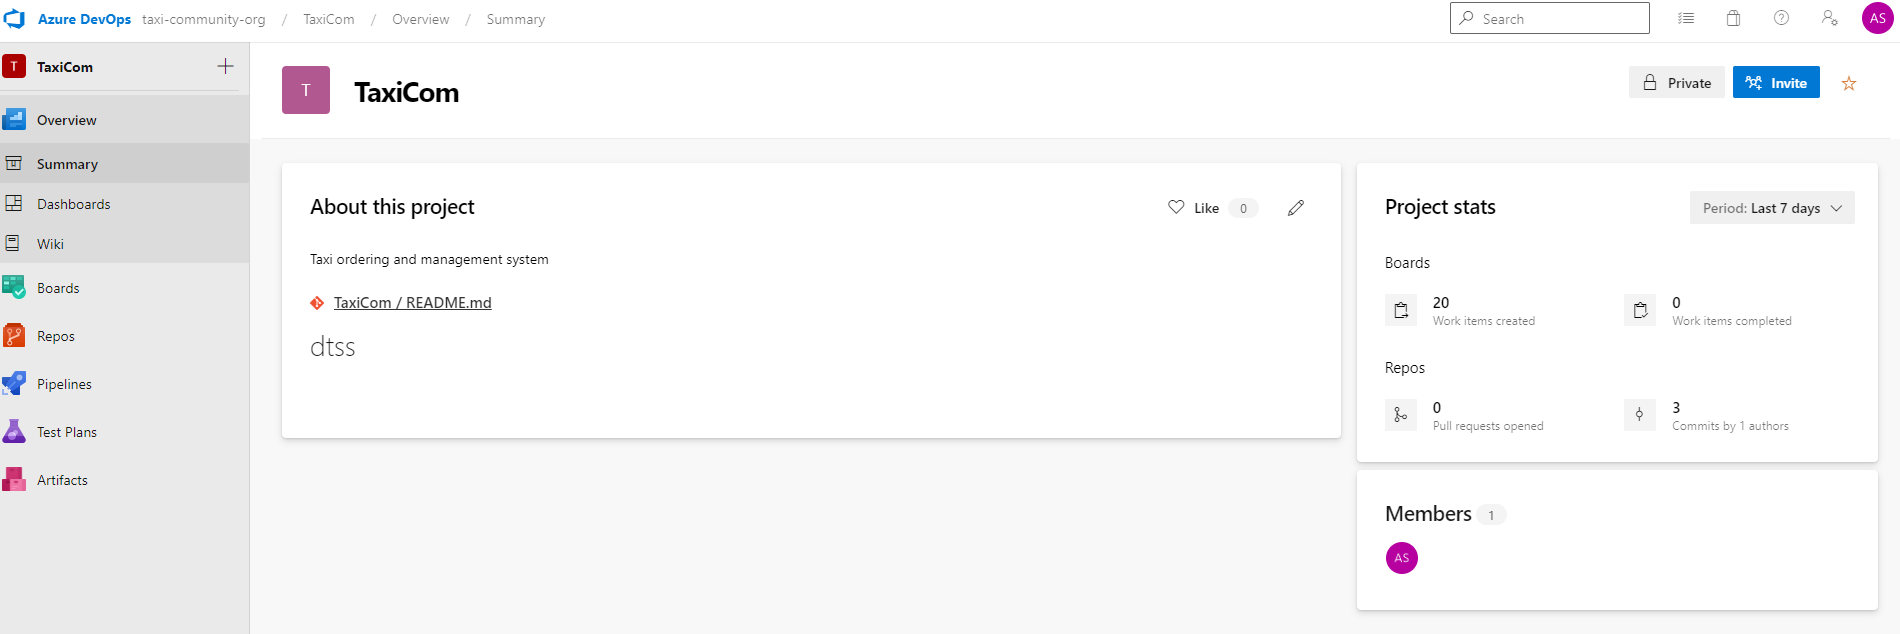 Azure DevOps taxi-community-org / TaxiCom / Overview / Summary
Search
AS
T TaxiCom
Overview
Summary
Dashboards
Wiki
Boards
Repos
Pipelines
Test Plans
Artifacts
T TaxiCom
Private
Invite
About this project
Like 0
Taxi ordering and management system
TaxiCom / README.md
dtss
Project stats
Period: Last 7 days
Boards
20
Work items created
0
Work items completed
Repos
0
Pull requests opened
3
Commits by 1 authors
Members 1
AS